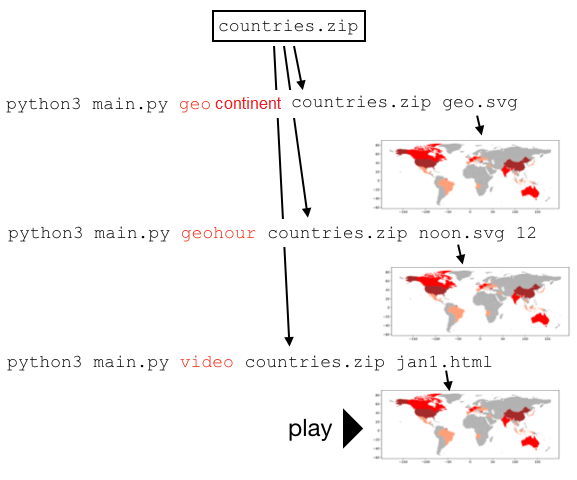 countries.zip
python3 main.py geo continent countries.zip geo.svg
python3 main.py geohour countries.zip noon.svg 12
python3 main.py video countries.zip jan1.html
play